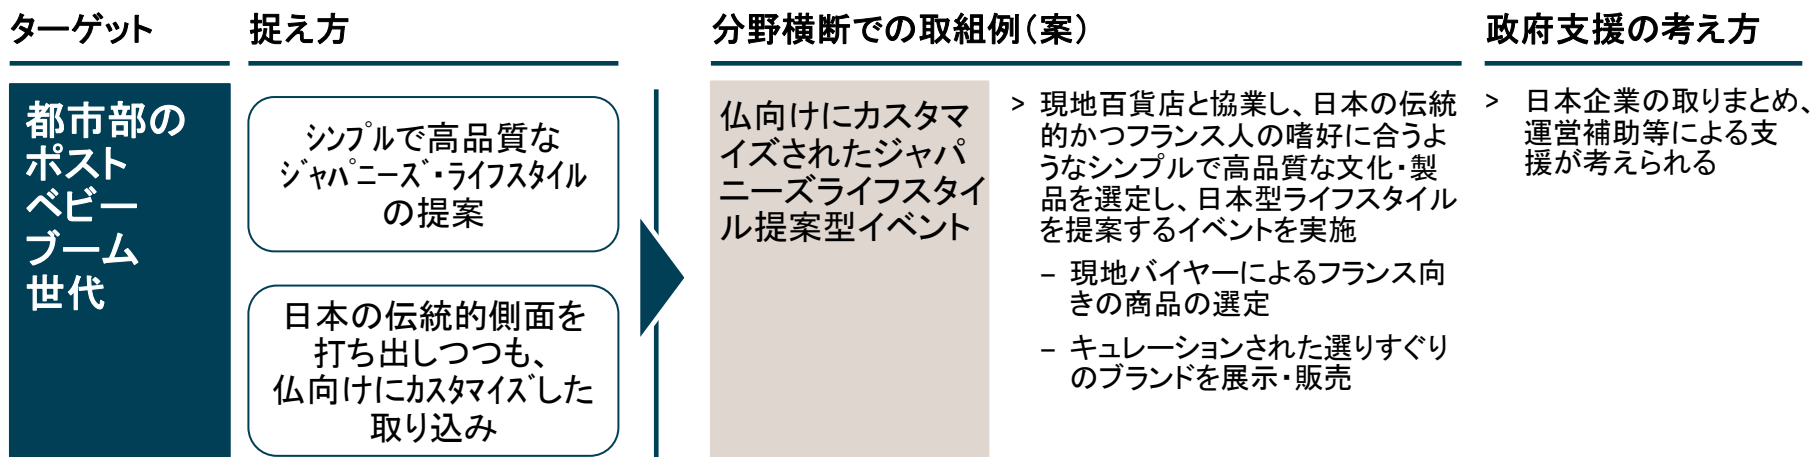 ターゲット
捉え方
分野横断での取組例(案)
政府支援の考え方
都市部の
ポスト
ベビー
ブーム
世代
シンプルで高品質な
ジャパニーズ・ライフスタイル
の提案
日本の伝統的側面を
打ち出しつつも、
仏向けにカスタマイズした
取り込み
仏向けにカスタマ
イズされたジャパ
ニーズライフスタイ
ル提案型イベント
> 現地百貨店と協業し、日本の伝統
的かつフランス人の嗜好に合うよ
うなシンプルで高品質な文化・製
品を選定し、日本型ライフスタイル
を提案するイベントを実施
– 現地バイヤーによるフランス向
きの商品の選定
– キュレーションされた選りすぐり
のブランドを展示・販売
> 日本企業の取りまとめ、
運営補助等による支
援が考えられる